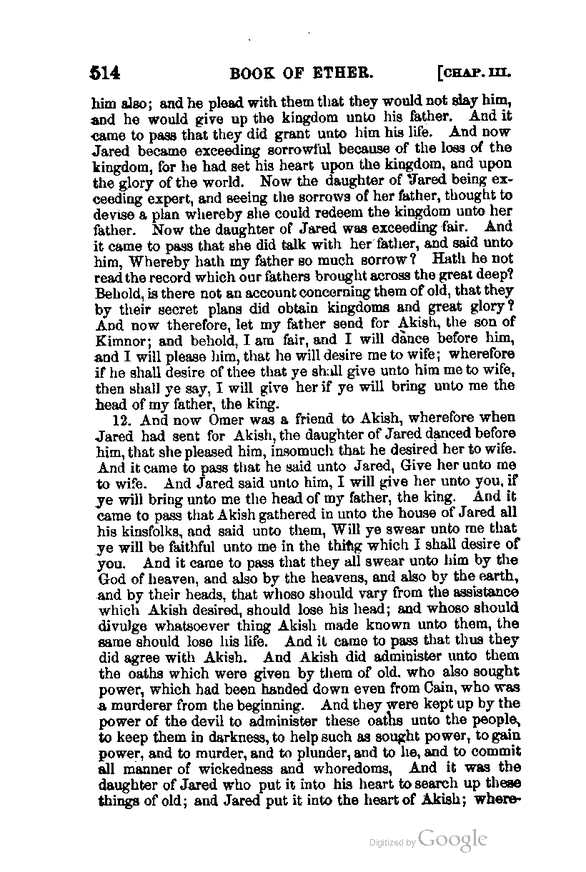 514 BOOK OF ETHER. [CHAP. III.
him also; and he plead with them that they would not slay him,
and he would give up the kingdom unto his father. And it
came to pass that they did grant unto him his life. And now
Jared became exceeding sorrowful because of the loss of the
kingdom, for he had set his heart upon the kingdom, and upon
the glory of the world. Now the daughter of Jared being ex-
ceeding expert, and seeing the sorrows of her father, thought to
devise a plan whereby she could redeem the kingdom unto her
father. Now the daughter of Jared was exceeding fair. And
it came to pass that she did talk with her father, and said unto
him, Whereby hath my father so much sorrow? Hath he not
read the record which our fathers brought across the great deep?
Behold, is there not an account concerning them of old, that they
by their secret plans did obtain kingdoms and great glory?
And now therefore, let my father send for Akish, the son of
Kimnor; and behold, I am fair, and I will dance before him,
and I will please him, that he will desire me to wife; wherefore
if he shall desire of thee that ye shall give unto him me to wife,
then shall ye say, I will give her if ye will bring unto me the
head of my father, the king.
12. And now Omer was a friend to Akish, wherefore when
Jared had sent for Akish, the daughter of Jared danced before
him, that she pleased him, insomuch that he desired her to wife.
And it came to pass that he said unto Jared, Give her unto me
to wife. And Jared said unto him, I will give her unto you, if
ye will bring unto me the head of my father, the king. And it
came to pass that Akish gathered in unto the house of Jared all
his kinsfolks, and said unto them, Will ye swear unto me that
ye will be faithful unto me in the thing which I shall desire of
you. And it came to pass that they all swear unto him by the
God of heaven, and also by the heavens, and also by the earth,
and by their heads, that whoso should vary from the assistance
which Akish desired, should lose his head; and whoso should
divulge whatsoever thing Akish made known unto them, the
same should lose his life. And it came to pass that thus they
did agree with Akish. And Akish did administer unto them
the oaths which were given by them of old. who also sought
power, which had been handed down even from Cain, who was
a murderer from the beginning. And they were kept up by the
power of the devil to administer these oaths unto the people,
to keep them in darkness, to help such as sought power, to gain
power, and to murder, and to plunder, and to lie, and to commit
all manner of wickedness and whoredoms, And it was the
daughter of Jared who put it into his heart to search up these
things of old; and Jared put it into the heart of Akish; where-
Digitized by Google